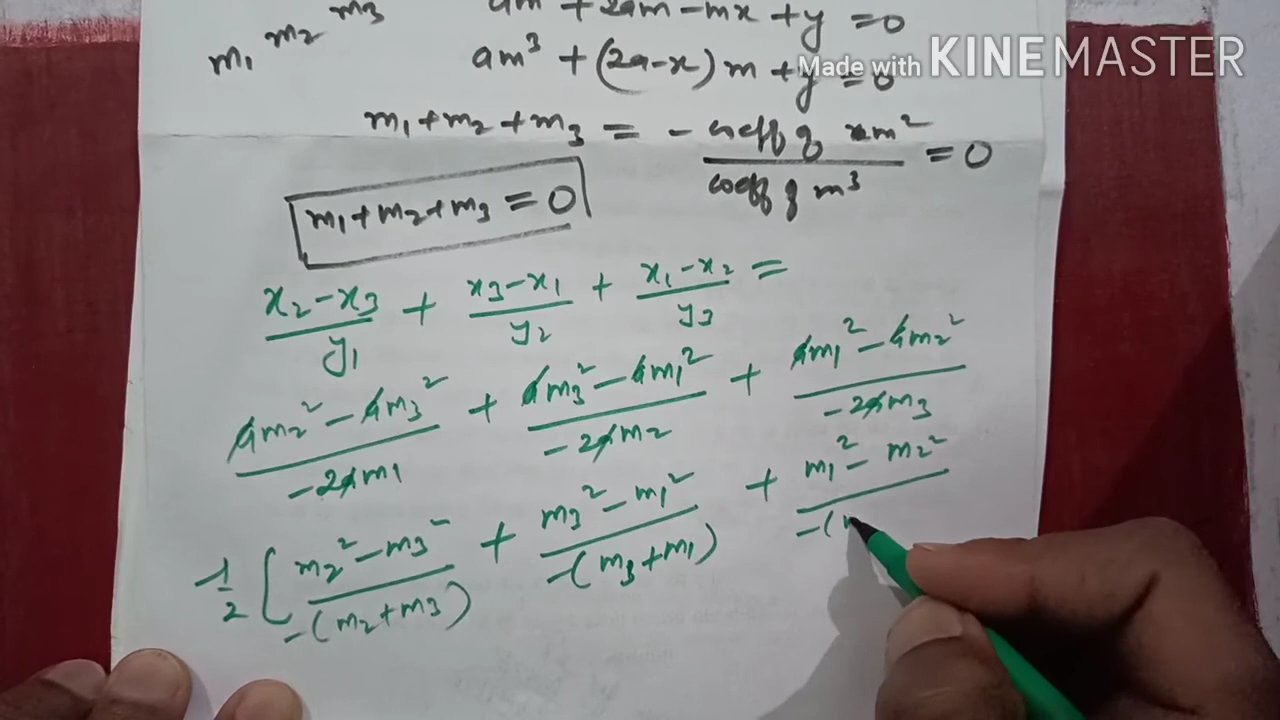 m₁ m₂ m₃ am³ + 2am - mx + y = 0
am³ + (2a-x) m + y = 0
Made with KINEMASTER
m₁ + m₂ + m₃ = - coeff of m² / coeff of m³ = 0
m₁ + m₂ + m₃ = 0
x₂ - x₃ / y₁ + x₃ - x₁ / y₂ + x₁ - x₂ / y₃ =
am₂² - am₃² / -2am₁ + am₃² - am₁² / -2am₂ + am₁² - am₂² / -2am₃
-1/2 [ m₂² - m₃² / -(m₂ + m₃) + m₃² - m₁² / -(m₃ + m₁) + m₁² - m₂² / -(